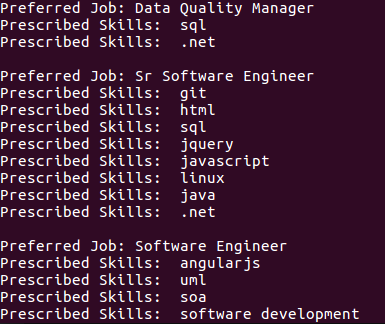 Preferred Job: Data Quality Manager
Prescribed Skills:  sql
Prescribed Skills:  .net

Preferred Job: Sr Software Engineer
Prescribed Skills:  git
Prescribed Skills:  html
Prescribed Skills:  sql
Prescribed Skills:  jquery
Prescribed Skills:  javascript
Prescribed Skills:  linux
Prescribed Skills:  java
Prescribed Skills:  .net

Preferred Job: Software Engineer
Prescribed Skills:  angularjs
Prescribed Skills:  uml
Prescribed Skills:  soa
Prescribed Skills:  software development